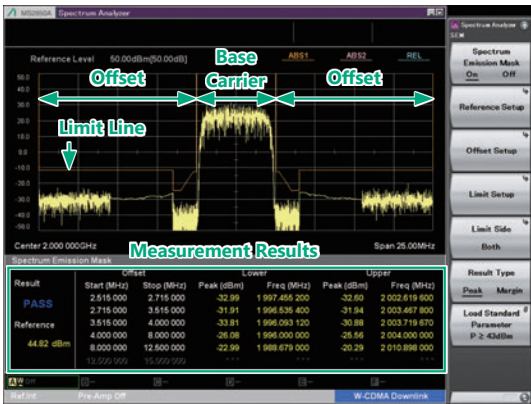 MS2690A Spectrum Analyzer
Spectrum Analyzer
SEM
Reference Level 50.00dBm[50.00dB]
ABS1 ABS2 REL
Spectrum
Emission Mask
On Off
Reference Setup
Offset Setup
Limit Setup
Limit Side
Both
Result Type
Peak Margin
Load Standard
Parameter
P ≥ 43dBm
Offset
Base
Carrier
Offset
Limit Line
50.0
40.0
30.0
20.0
10.0
0.0
-10.0
-20.0
-30.0
-40.0
-50.0
Center 2.000 000GHz
Span 25.00MHz
Measurement Results
Spectrum Emission Mask
Offset Lower Upper
Result Start (MHz) Stop (MHz) Peak (dBm) Freq (MHz) Peak (dBm) Freq (MHz)
PASS
Reference
44.82 dBm
2.515 000 2.715 000 -32.99 1 997.455 200 -32.60 2 002.619 600
2.715 000 3.515 000 -31.91 1 996.535 400 -31.94 2 003.467 800
3.515 000 4.000 000 -33.81 1 996.093 120 -30.88 2 003.719 670
4.000 000 8.000 000 -26.08 1 996.000 000 -25.56 2 004.000 000
8.000 000 12.500 000 -22.99 1 988.679 000 -20.29 2 010.898 000
12.500 000 15.000 000 *** *** *** ***
Off
Ref.Int Pre-Amp Off W-CDMA Downlink